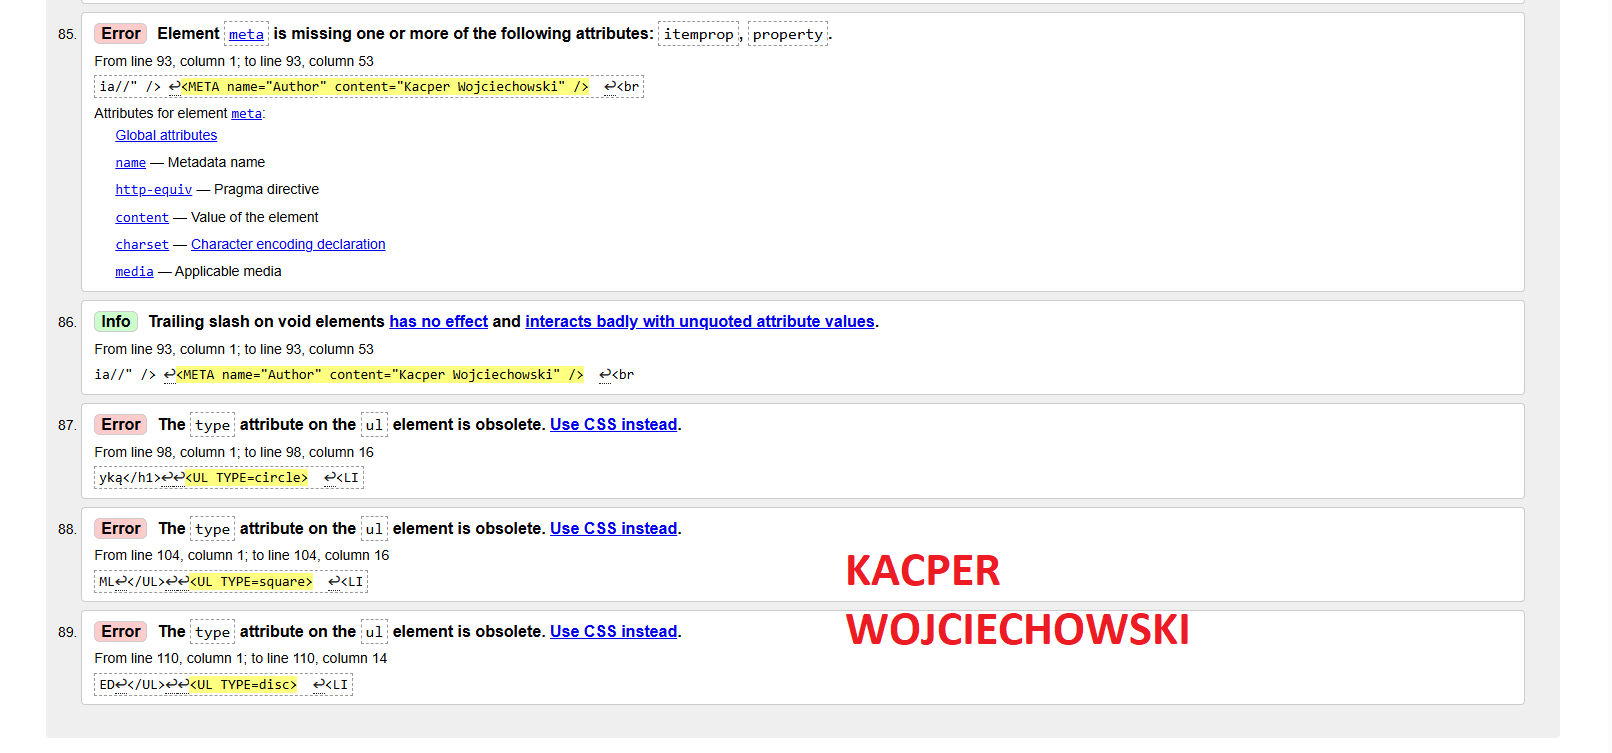 85. Error Element meta is missing one or more of the following attributes: itemprop, property.
From line 93, column 1; to line 93, column 53
ia//" /> ↩<META name="Author" content="Kacper Wojciechowski" /> ↩<br
Attributes for element meta:
Global attributes
name — Metadata name
http-equiv — Pragma directive
content — Value of the element
charset — Character encoding declaration
media — Applicable media
86. Info Trailing slash on void elements has no effect and interacts badly with unquoted attribute values.
From line 93, column 1; to line 93, column 53
ia//" /> ↩<META name="Author" content="Kacper Wojciechowski" /> ↩<br
87. Error The type attribute on the ul element is obsolete. Use CSS instead.
From line 98, column 1; to line 98, column 16
yką</h1>↩↩<UL TYPE=circle> ↩<LI
88. Error The type attribute on the ul element is obsolete. Use CSS instead.
From line 104, column 1; to line 104, column 16
ML↩</UL>↩↩<UL TYPE=square> ↩<LI
KACPER
WOJCIECHOWSKI
89. Error The type attribute on the ul element is obsolete. Use CSS instead.
From line 110, column 1; to line 110, column 14
ED↩</UL>↩↩<UL TYPE=disc> ↩<LI